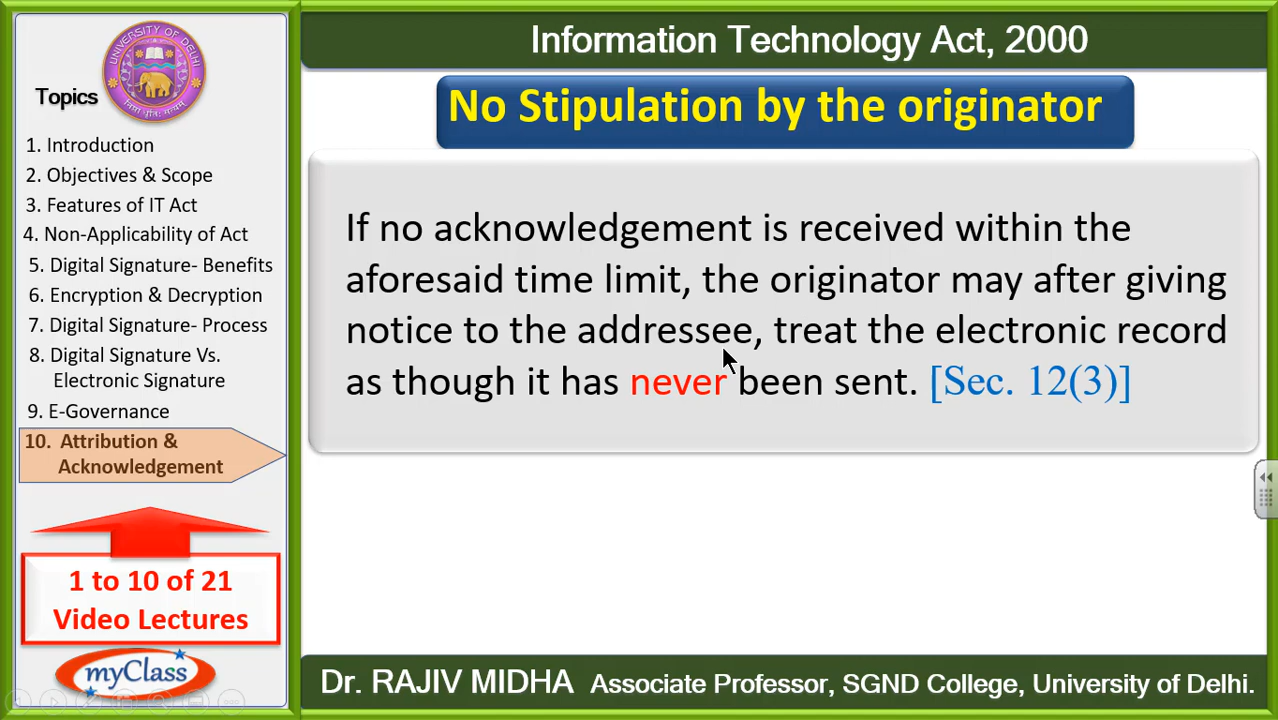 UNIVERSITY OF DELHI
Topics
1. Introduction
2. Objectives & Scope
3. Features of IT Act
4. Non-Applicability of Act
5. Digital Signature- Benefits
6. Encryption & Decryption
7. Digital Signature- Process
8. Digital Signature Vs.
Electronic Signature
9. E-Governance
10. Attribution &
Acknowledgement
1 to 10 of 21
Video Lectures
myClass
Information Technology Act, 2000
No Stipulation by the originator
If no acknowledgement is received within the
aforesaid time limit, the originator may after giving
notice to the addressee, treat the electronic record
as though it has never been sent. [Sec. 12(3)]
Dr. RAJIV MIDHA Associate Professor, SGND College, University of Delhi.